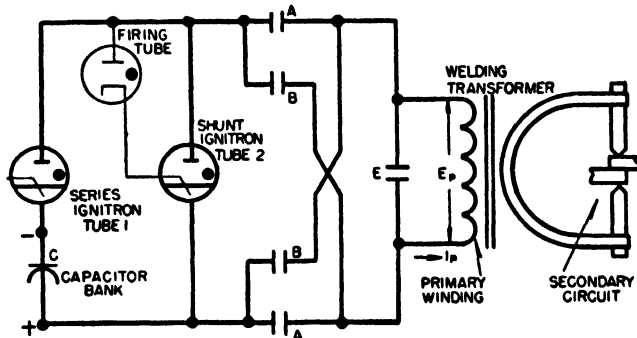 A
FIRING
TUBE
B
WELDING
TRANSFORMER
SHUNT
IGNITRON
TUBE 2
E
Ep
SERIES
IGNITRON
TUBE 1
-
C
CAPACITOR
BANK
B
Ip
PRIMARY
WINDING
SECONDARY
CIRCUIT
+
A